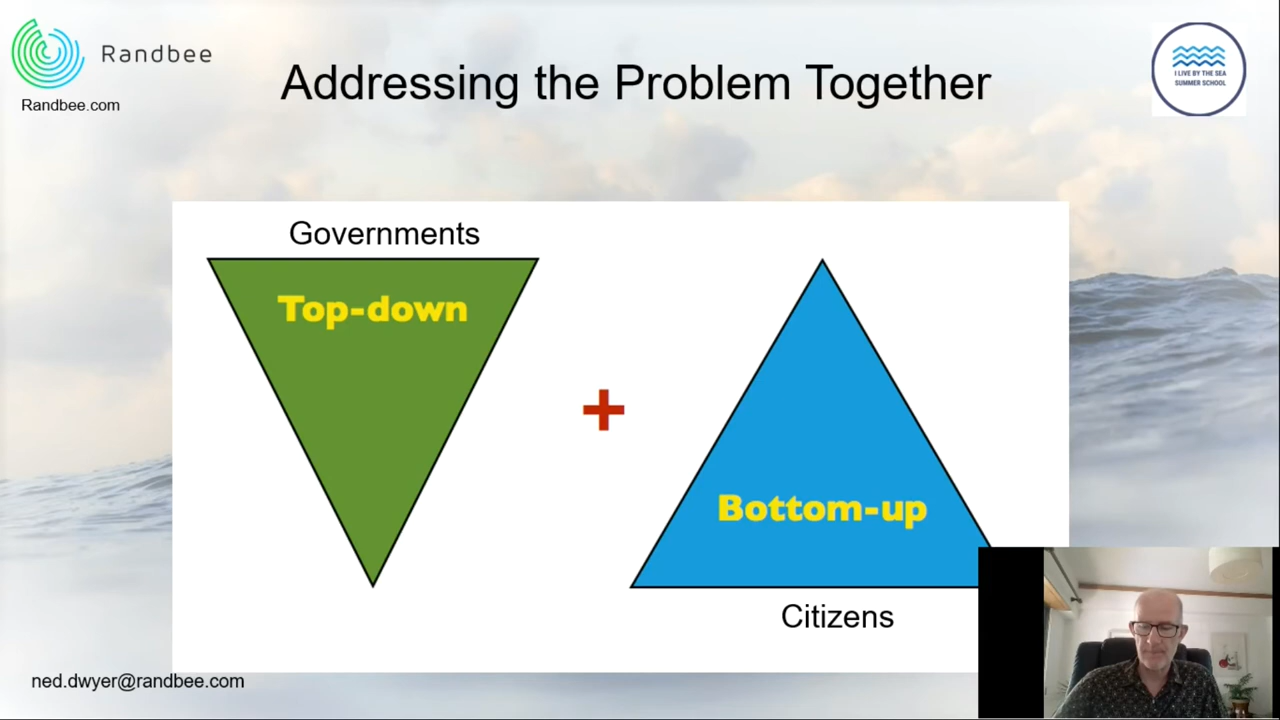 Randbee
Randbee.com
Addressing the Problem Together
I LIVE BY THE SEA
SUMMER SCHOOL
Governments
Top-down
+
Bottom-up
Citizens
ned.dwyer@randbee.com